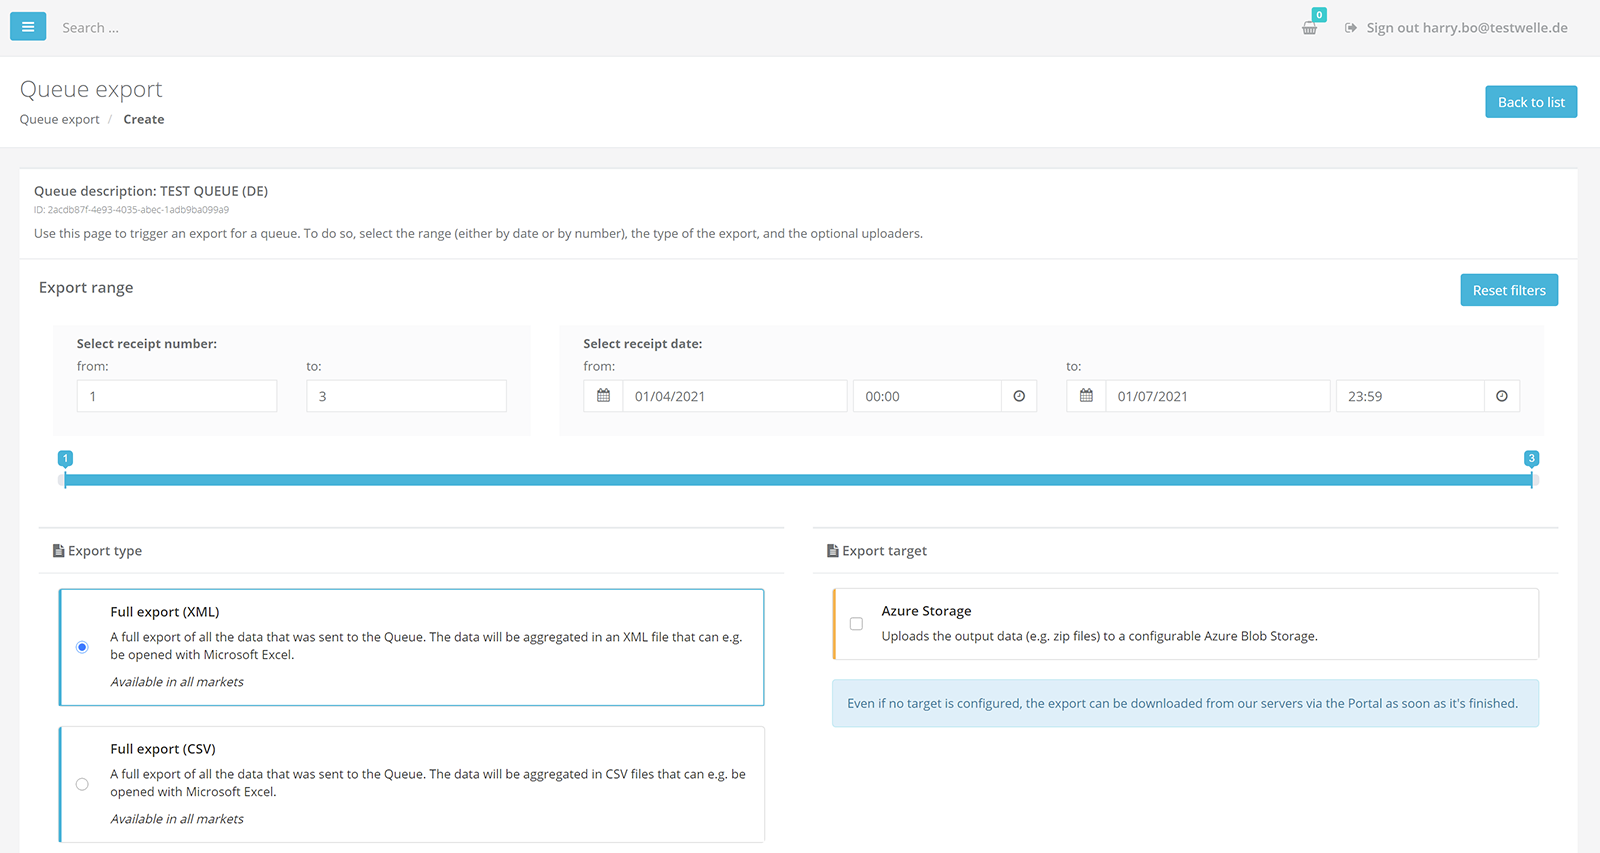 Search ...
0
Sign out harry.bo@testwelle.de
Queue export
Back to list
Queue export / Create
Queue description: TEST QUEUE (DE)
ID: 2acdb87f-4e93-4035-abec-1adb9ba099a9
Use this page to trigger an export for a queue. To do so, select the range (either by date or by number), the type of the export, and the optional uploaders.
Export range
Reset filters
Select receipt number:
from:
to:
1
3
Select receipt date:
from:
to:
01/04/2021
00:00
01/07/2021
23:59
1
3
Export type
Full export (XML)
A full export of all the data that was sent to the Queue. The data will be aggregated in an XML file that can e.g.
be opened with Microsoft Excel.
Available in all markets
Full export (CSV)
A full export of all the data that was sent to the Queue. The data will be aggregated in CSV files that can e.g. be
opened with Microsoft Excel.
Available in all markets
Export target
Azure Storage
Uploads the output data (e.g. zip files) to a configurable Azure Blob Storage.
Even if no target is configured, the export can be downloaded from our servers via the Portal as soon as it's finished.